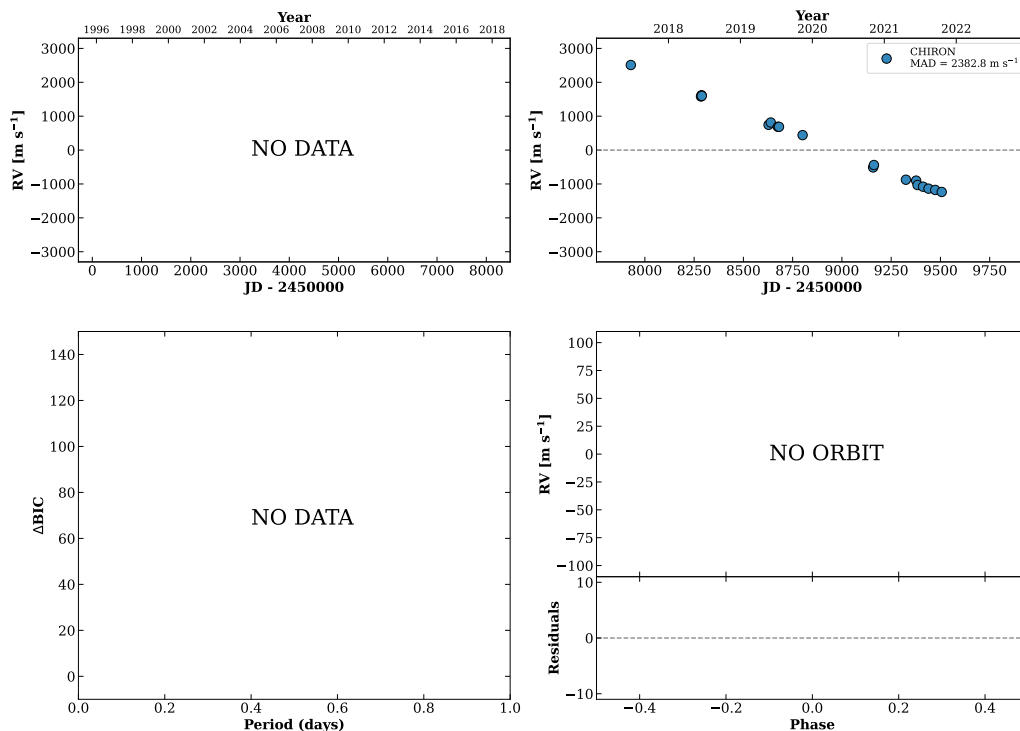 Year
1996 1998 2000 2002 2004 2006 2008 2010 2012 2014 2016 2018
3000
2000
1000
0
−1000
−2000
−3000
RV [m s⁻¹]
NO DATA
0 1000 2000 3000 4000 5000 6000 7000 8000
JD - 2450000
Year
2018 2019 2020 2021 2022
3000
2000
1000
0
−1000
−2000
−3000
RV [m s⁻¹]
CHIRON
MAD = 2382.8 m s⁻¹
8000 8250 8500 8750 9000 9250 9500 9750
JD - 2450000
140
120
100
80
60
40
20
0
ΔBIC
NO DATA
0.0 0.2 0.4 0.6 0.8 1.0
Period (days)
100
75
50
25
0
−25
−50
−75
−100
RV [m s⁻¹]
NO ORBIT
10
0
−10
Residuals
−0.4 −0.2 0.0 0.2 0.4
Phase